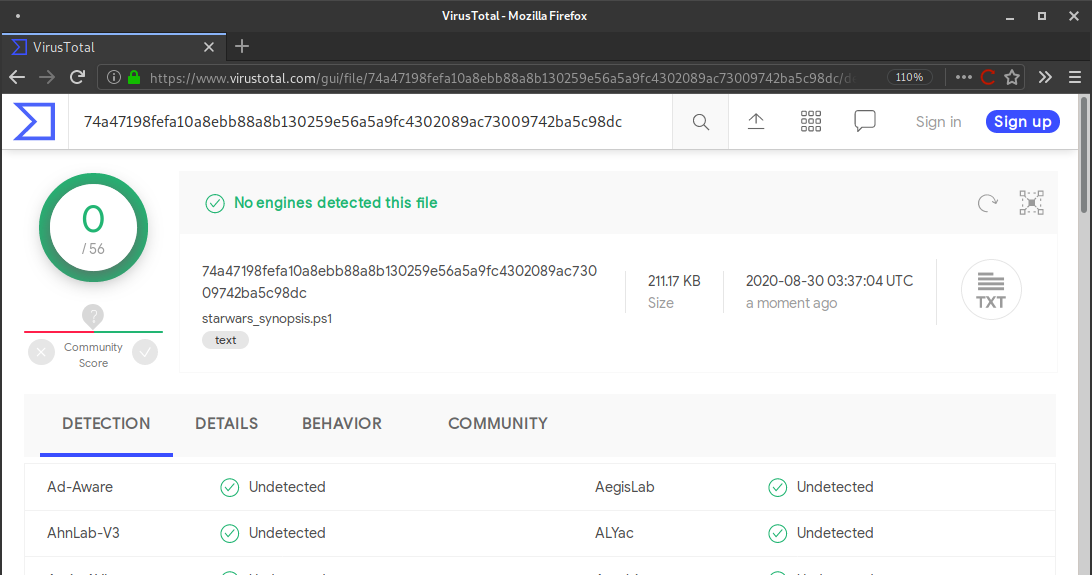 VirusTotal - Mozilla Firefox
VirusTotal
https://www.virustotal.com/gui/file/74a47198fefa10a8ebb88a8b130259e56a5a9fc4302089ac73009742ba5c98dc/d
110%
74a47198fefa10a8ebb88a8b130259e56a5a9fc4302089ac73009742ba5c98dc
Sign in
Sign up
0
/ 56
?
Community
Score
No engines detected this file
74a47198fefa10a8ebb88a8b130259e56a5a9fc4302089ac730
09742ba5c98dc
starwars_synopsis.ps1
text
211.17 KB
Size
2020-08-30 03:37:04 UTC
a moment ago
TXT
DETECTION DETAILS BEHAVIOR COMMUNITY
Ad-Aware Undetected AegisLab Undetected
AhnLab-V3 Undetected ALYac Undetected